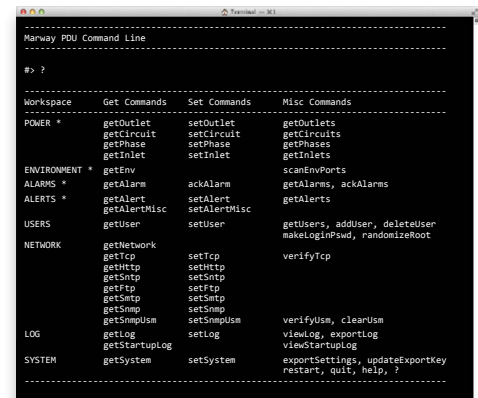 Terminal — ⌘1
Marway PDU Command Line
#> ?
Workspace Get Commands Set Commands Misc Commands
POWER * getOutlet setOutlet getOutlets
getCircuit setCircuit getCircuits
getPhase setPhase getPhases
getInlet setInlet getInlets
ENVIRONMENT * getEnv scanEnvPorts
ALARMS * getAlarm ackAlarm getAlarms, ackAlarms
ALERTS * getAlert setAlert getAlerts
getAlertMisc setAlertMisc
USERS getUser setUser getUsers, addUser, deleteUser
makeLoginPswd, randomizeRoot
NETWORK getNetwork
getTcp setTcp verifyTcp
getHttp setHttp
getSntp setSntp
getFtp setFtp
getSmtp setSmtp
getSnmp setSnmp
getSnmpUsm setSnmpUsm verifyUsm, clearUsm
LOG getLog setLog viewLog, exportLog
getStartupLog viewStartupLog
SYSTEM getSystem setSystem exportSettings, updateExportKey
restart, quit, help, ?